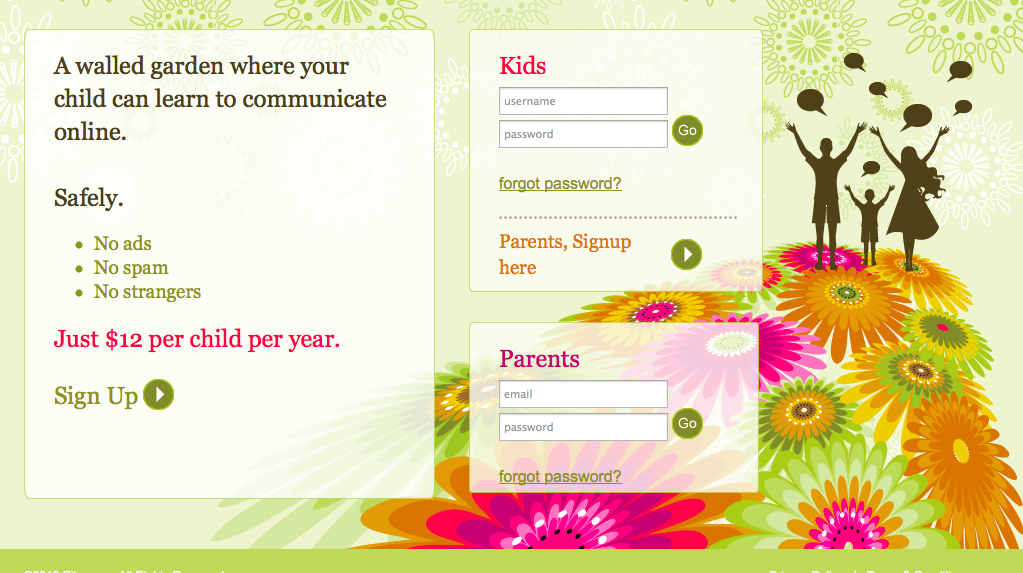 A walled garden where your
child can learn to communicate
online.
Safely.
No ads
No spam
No strangers
Just $12 per child per year.
Sign Up
Kids
username
password
Go
forgot password?
Parents, Signup
here
Parents
email
password
Go
forgot password?